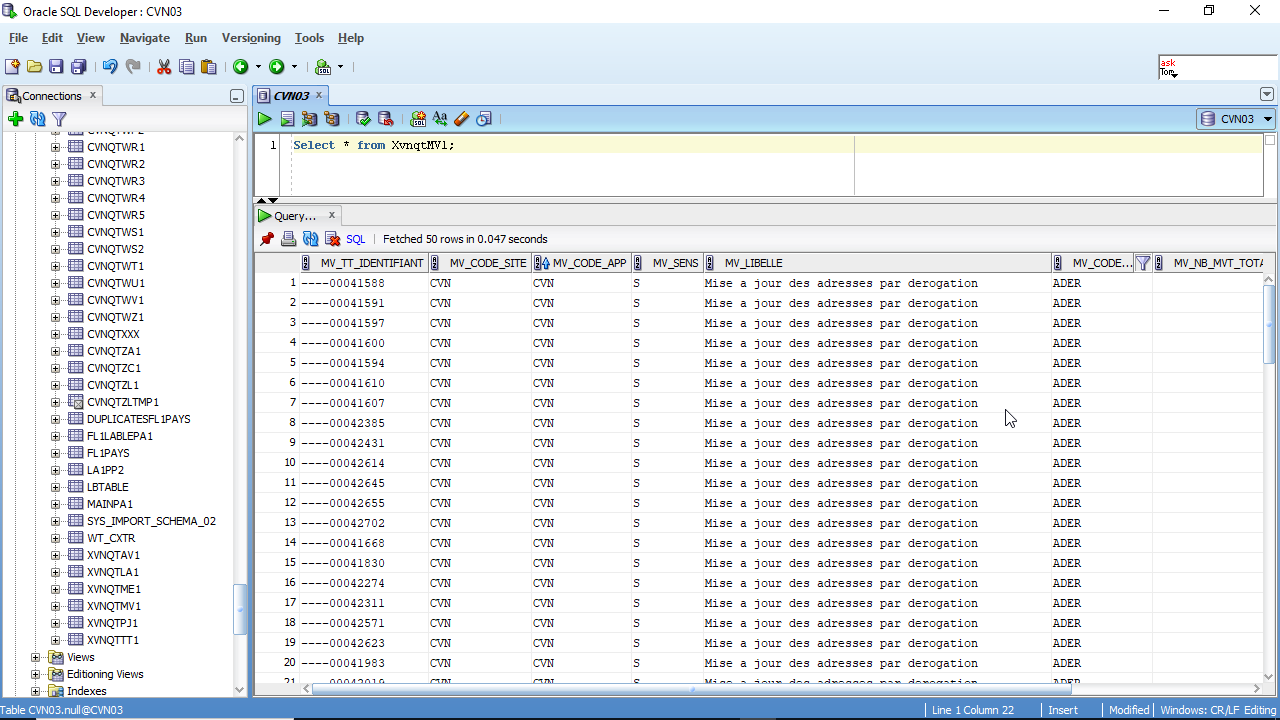 Oracle SQL Developer : CVN03
File Edit View Navigate Run Versioning Tools Help
ask
Tom
Connections x
CVN03 x
CVN03
CVNQTWP2
CVNQTWR1
CVNQTWR2
CVNQTWR3
CVNQTWR4
CVNQTWR5
CVNQTWS1
CVNQTWS2
CVNQTWT1
CVNQTWU1
CVNQTWV1
CVNQTWZ1
CVNQTXXX
CVNQTZA1
CVNQTZC1
CVNQTZL1
CVNQTZLTMP1
DUPLICATESFL1PAYS
FL1LABLEPA1
FL1PAYS
LA1PP2
LBTABLE
MAINPA1
SYS_IMPORT_SCHEMA_02
WT_CXTR
XVNQTAV1
XVNQTLA1
XVNQTME1
XVNQTMV1
XVNQTPJ1
XVNQTTT1
Views
Editioning Views
Indexes
1 Select * from XvnqtMV1;
Query... x
SQL | Fetched 50 rows in 0.047 seconds
MV_TT_IDENTIFIANT MV_CODE_SITE MV_CODE_APP MV_SENS MV_LIBELLE MV_CODE... MV_NB_MVT_TOTA
1 ----00041588 CVN CVN S Mise a jour des adresses par derogation ADER
2 ----00041591 CVN CVN S Mise a jour des adresses par derogation ADER
3 ----00041597 CVN CVN S Mise a jour des adresses par derogation ADER
4 ----00041600 CVN CVN S Mise a jour des adresses par derogation ADER
5 ----00041594 CVN CVN S Mise a jour des adresses par derogation ADER
6 ----00041610 CVN CVN S Mise a jour des adresses par derogation ADER
7 ----00041607 CVN CVN S Mise a jour des adresses par derogation ADER
8 ----00042385 CVN CVN S Mise a jour des adresses par derogation ADER
9 ----00042431 CVN CVN S Mise a jour des adresses par derogation ADER
10 ----00042614 CVN CVN S Mise a jour des adresses par derogation ADER
11 ----00042645 CVN CVN S Mise a jour des adresses par derogation ADER
12 ----00042655 CVN CVN S Mise a jour des adresses par derogation ADER
13 ----00042702 CVN CVN S Mise a jour des adresses par derogation ADER
14 ----00041668 CVN CVN S Mise a jour des adresses par derogation ADER
15 ----00041830 CVN CVN S Mise a jour des adresses par derogation ADER
16 ----00042274 CVN CVN S Mise a jour des adresses par derogation ADER
17 ----00042311 CVN CVN S Mise a jour des adresses par derogation ADER
18 ----00042571 CVN CVN S Mise a jour des adresses par derogation ADER
19 ----00042623 CVN CVN S Mise a jour des adresses par derogation ADER
20 ----00041983 CVN CVN S Mise a jour des adresses par derogation ADER
21 ----00042019 CVN CVN S Mise a jour des adresses par derogation ADER
Table CVN03.null@CVN03
Line 1 Column 22 | Insert | Modified | Windows: CR/LF Editing